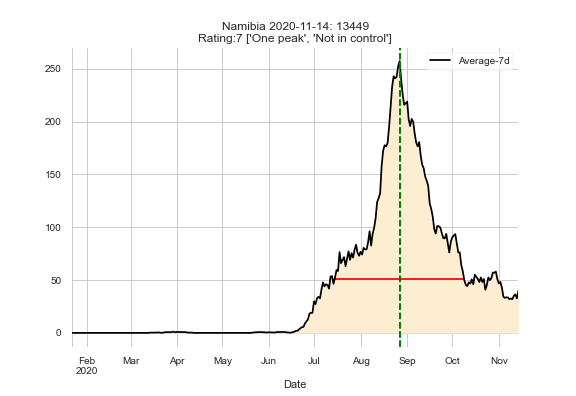 Namibia 2020-11-14: 13449
Rating:7 ['One peak', 'Not in control']
Average-7d
250
200
150
100
50
0
Feb Mar Apr May Jun Jul Aug Sep Oct Nov
2020
Date